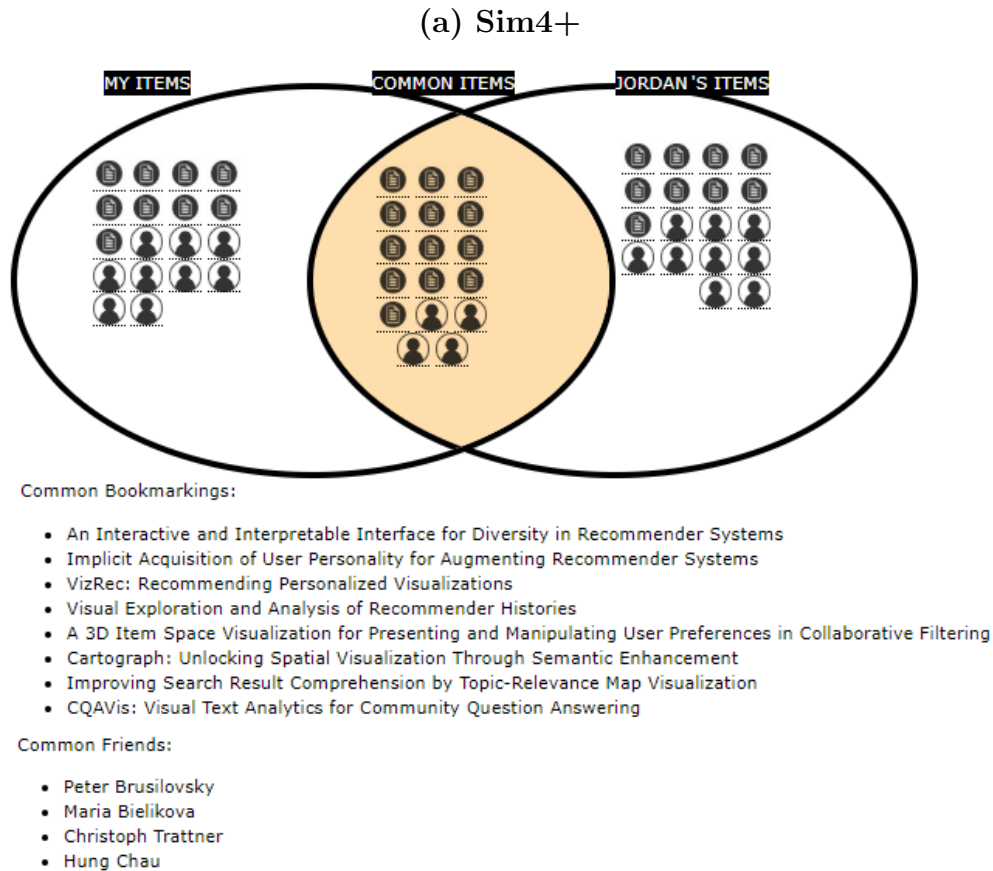 (a) Sim4+
MY ITEMS
COMMON ITEMS
JORDAN'S ITEMS
Common Bookmarkings:
• An Interactive and Interpretable Interface for Diversity in Recommender Systems
• Implicit Acquisition of User Personality for Augmenting Recommender Systems
• VizRec: Recommending Personalized Visualizations
• Visual Exploration and Analysis of Recommender Histories
• A 3D Item Space Visualization for Presenting and Manipulating User Preferences in Collaborative Filtering
• Cartograph: Unlocking Spatial Visualization Through Semantic Enhancement
• Improving Search Result Comprehension by Topic-Relevance Map Visualization
• CQAVis: Visual Text Analytics for Community Question Answering
Common Friends:
• Peter Brusilovsky
• Maria Bielikova
• Christoph Trattner
• Hung Chau